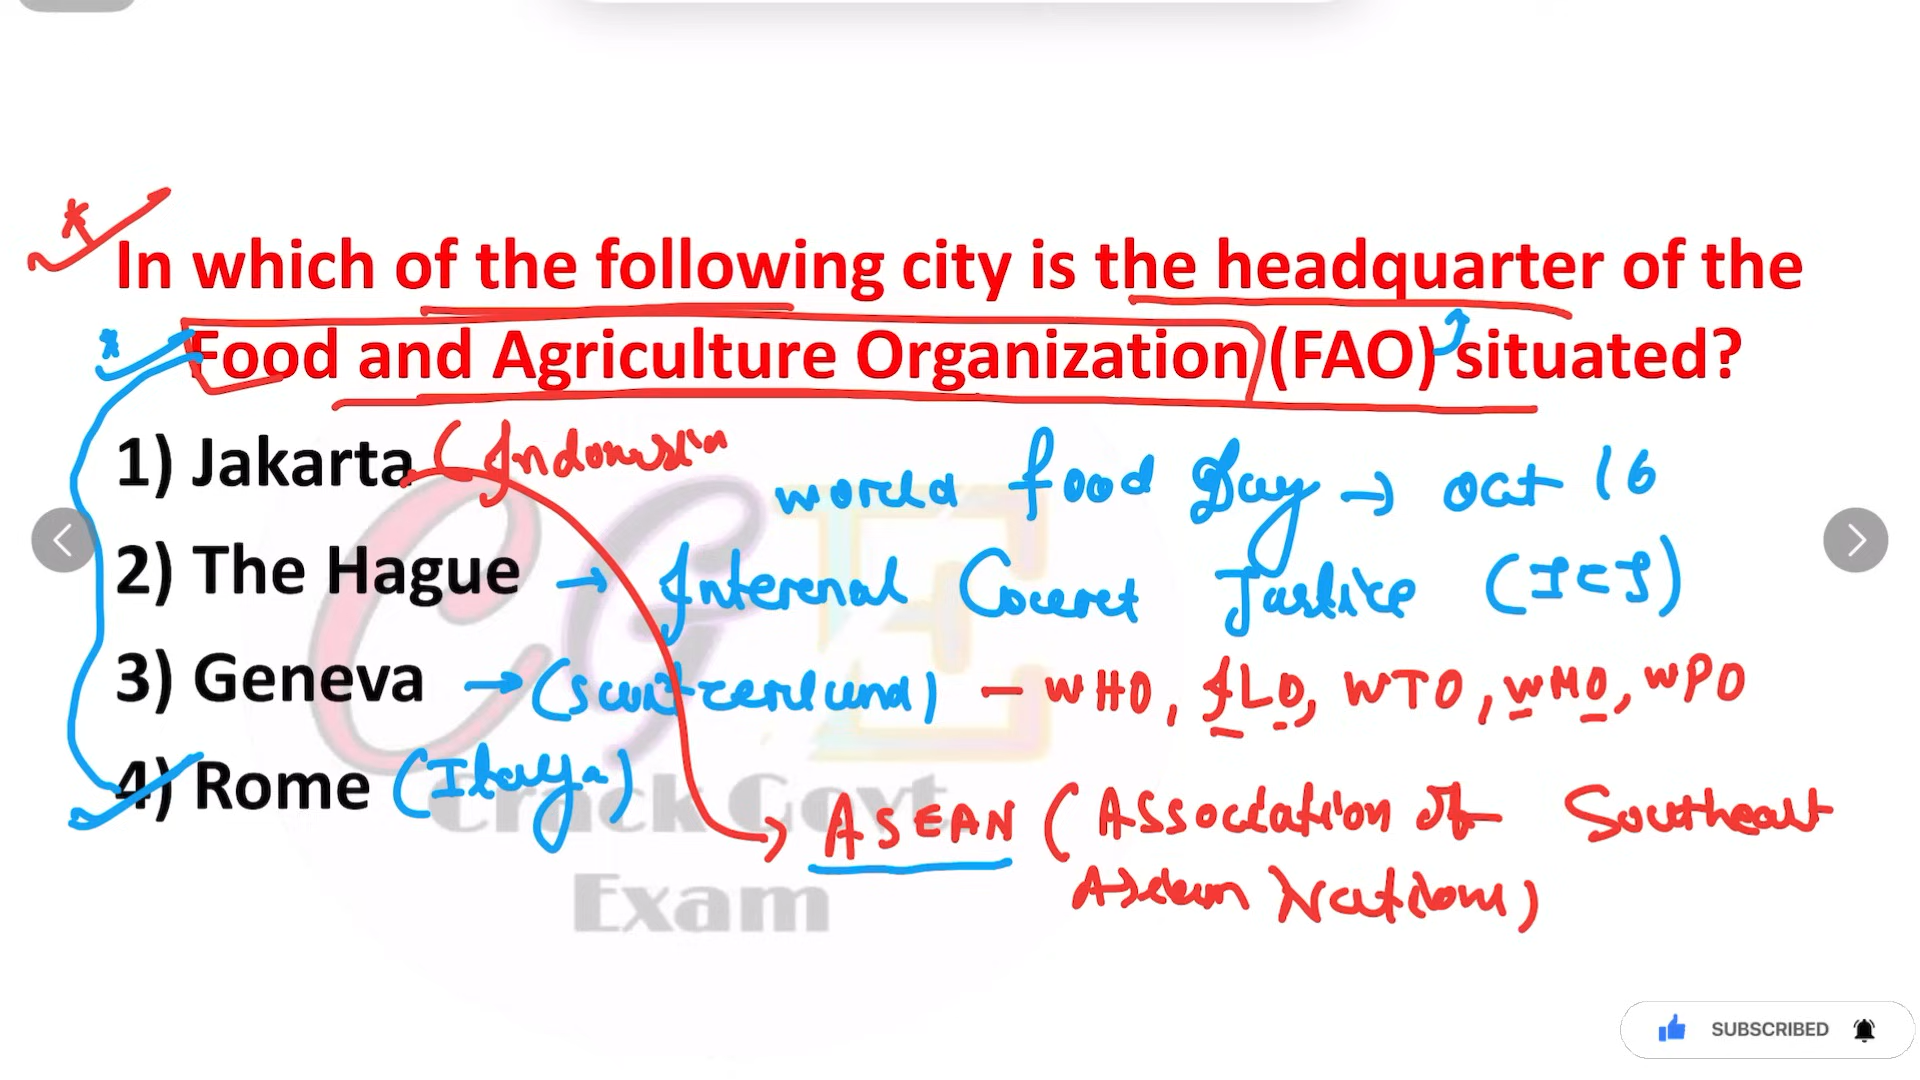 In which of the following city is the headquarter of the
Food and Agriculture Organization (FAO) situated?
1) Jakarta (Indonesia
world food Day → oct 16
2) The Hague → Internal Court Justice (ICJ)
3) Geneva → (Switzerland) - WHO, ILO, WTO, WMO, WPO
4) Rome (Italy)
ASEAN (Association of Southeast
Asian Nations)
CGE
Crack Govt
Exam
SUBSCRIBED